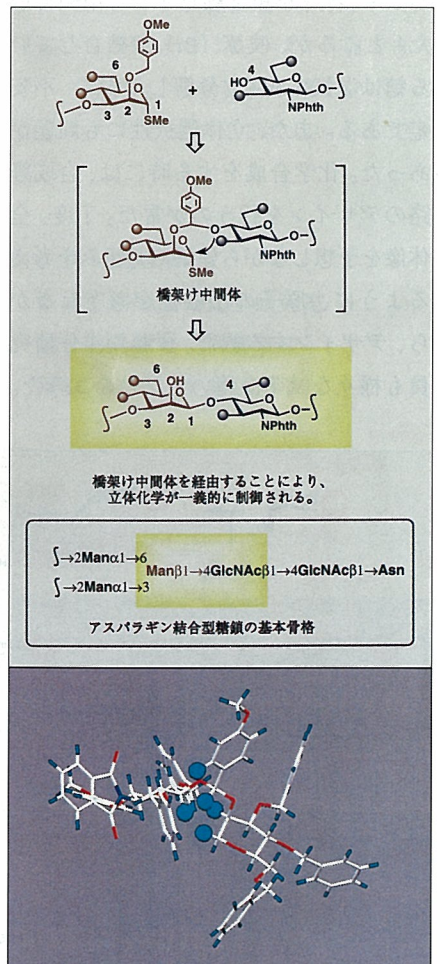 OMe
6
O
O
O
3
2
1
SMe
+
4
HO
O
O
NPhth
OMe
O
O
O
O
SMe
O
O
NPhth
橋架け中間体
6
OH
4
O
O
O
3
2
1
O
O
NPhth
橋架け中間体を経由することにより、
立体化学が一義的に制御される。
→2Manα1→6
Manβ1→4GlcNAcβ1→4GlcNAcβ1→Asn
→2Manα1→3
アスパラギン結合型糖鎖の基本骨格